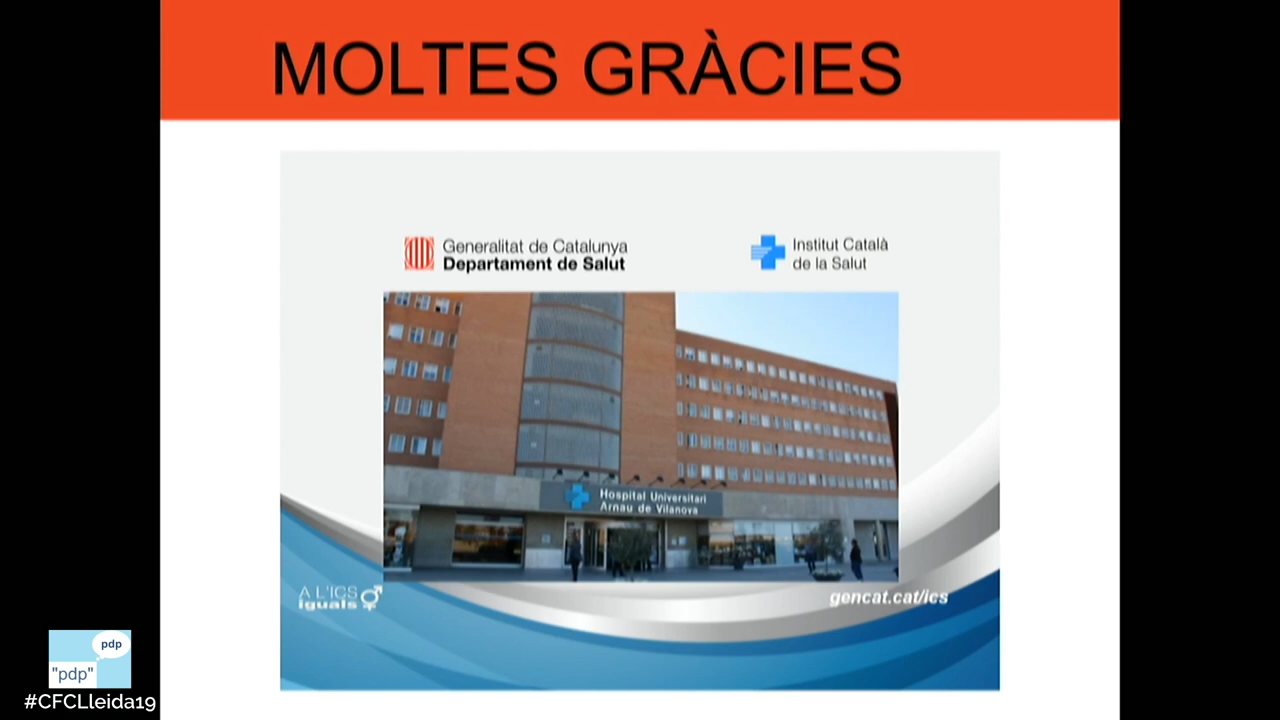 MOLTES GRÀCIES
Generalitat de Catalunya
Departament de Salut
Institut Català
de la Salut
Hospital Universitari
Arnau de Vilanova
A L'ICS
iguals
gencat.cat/ics
pdp
"pdp"
#CFCLleida19